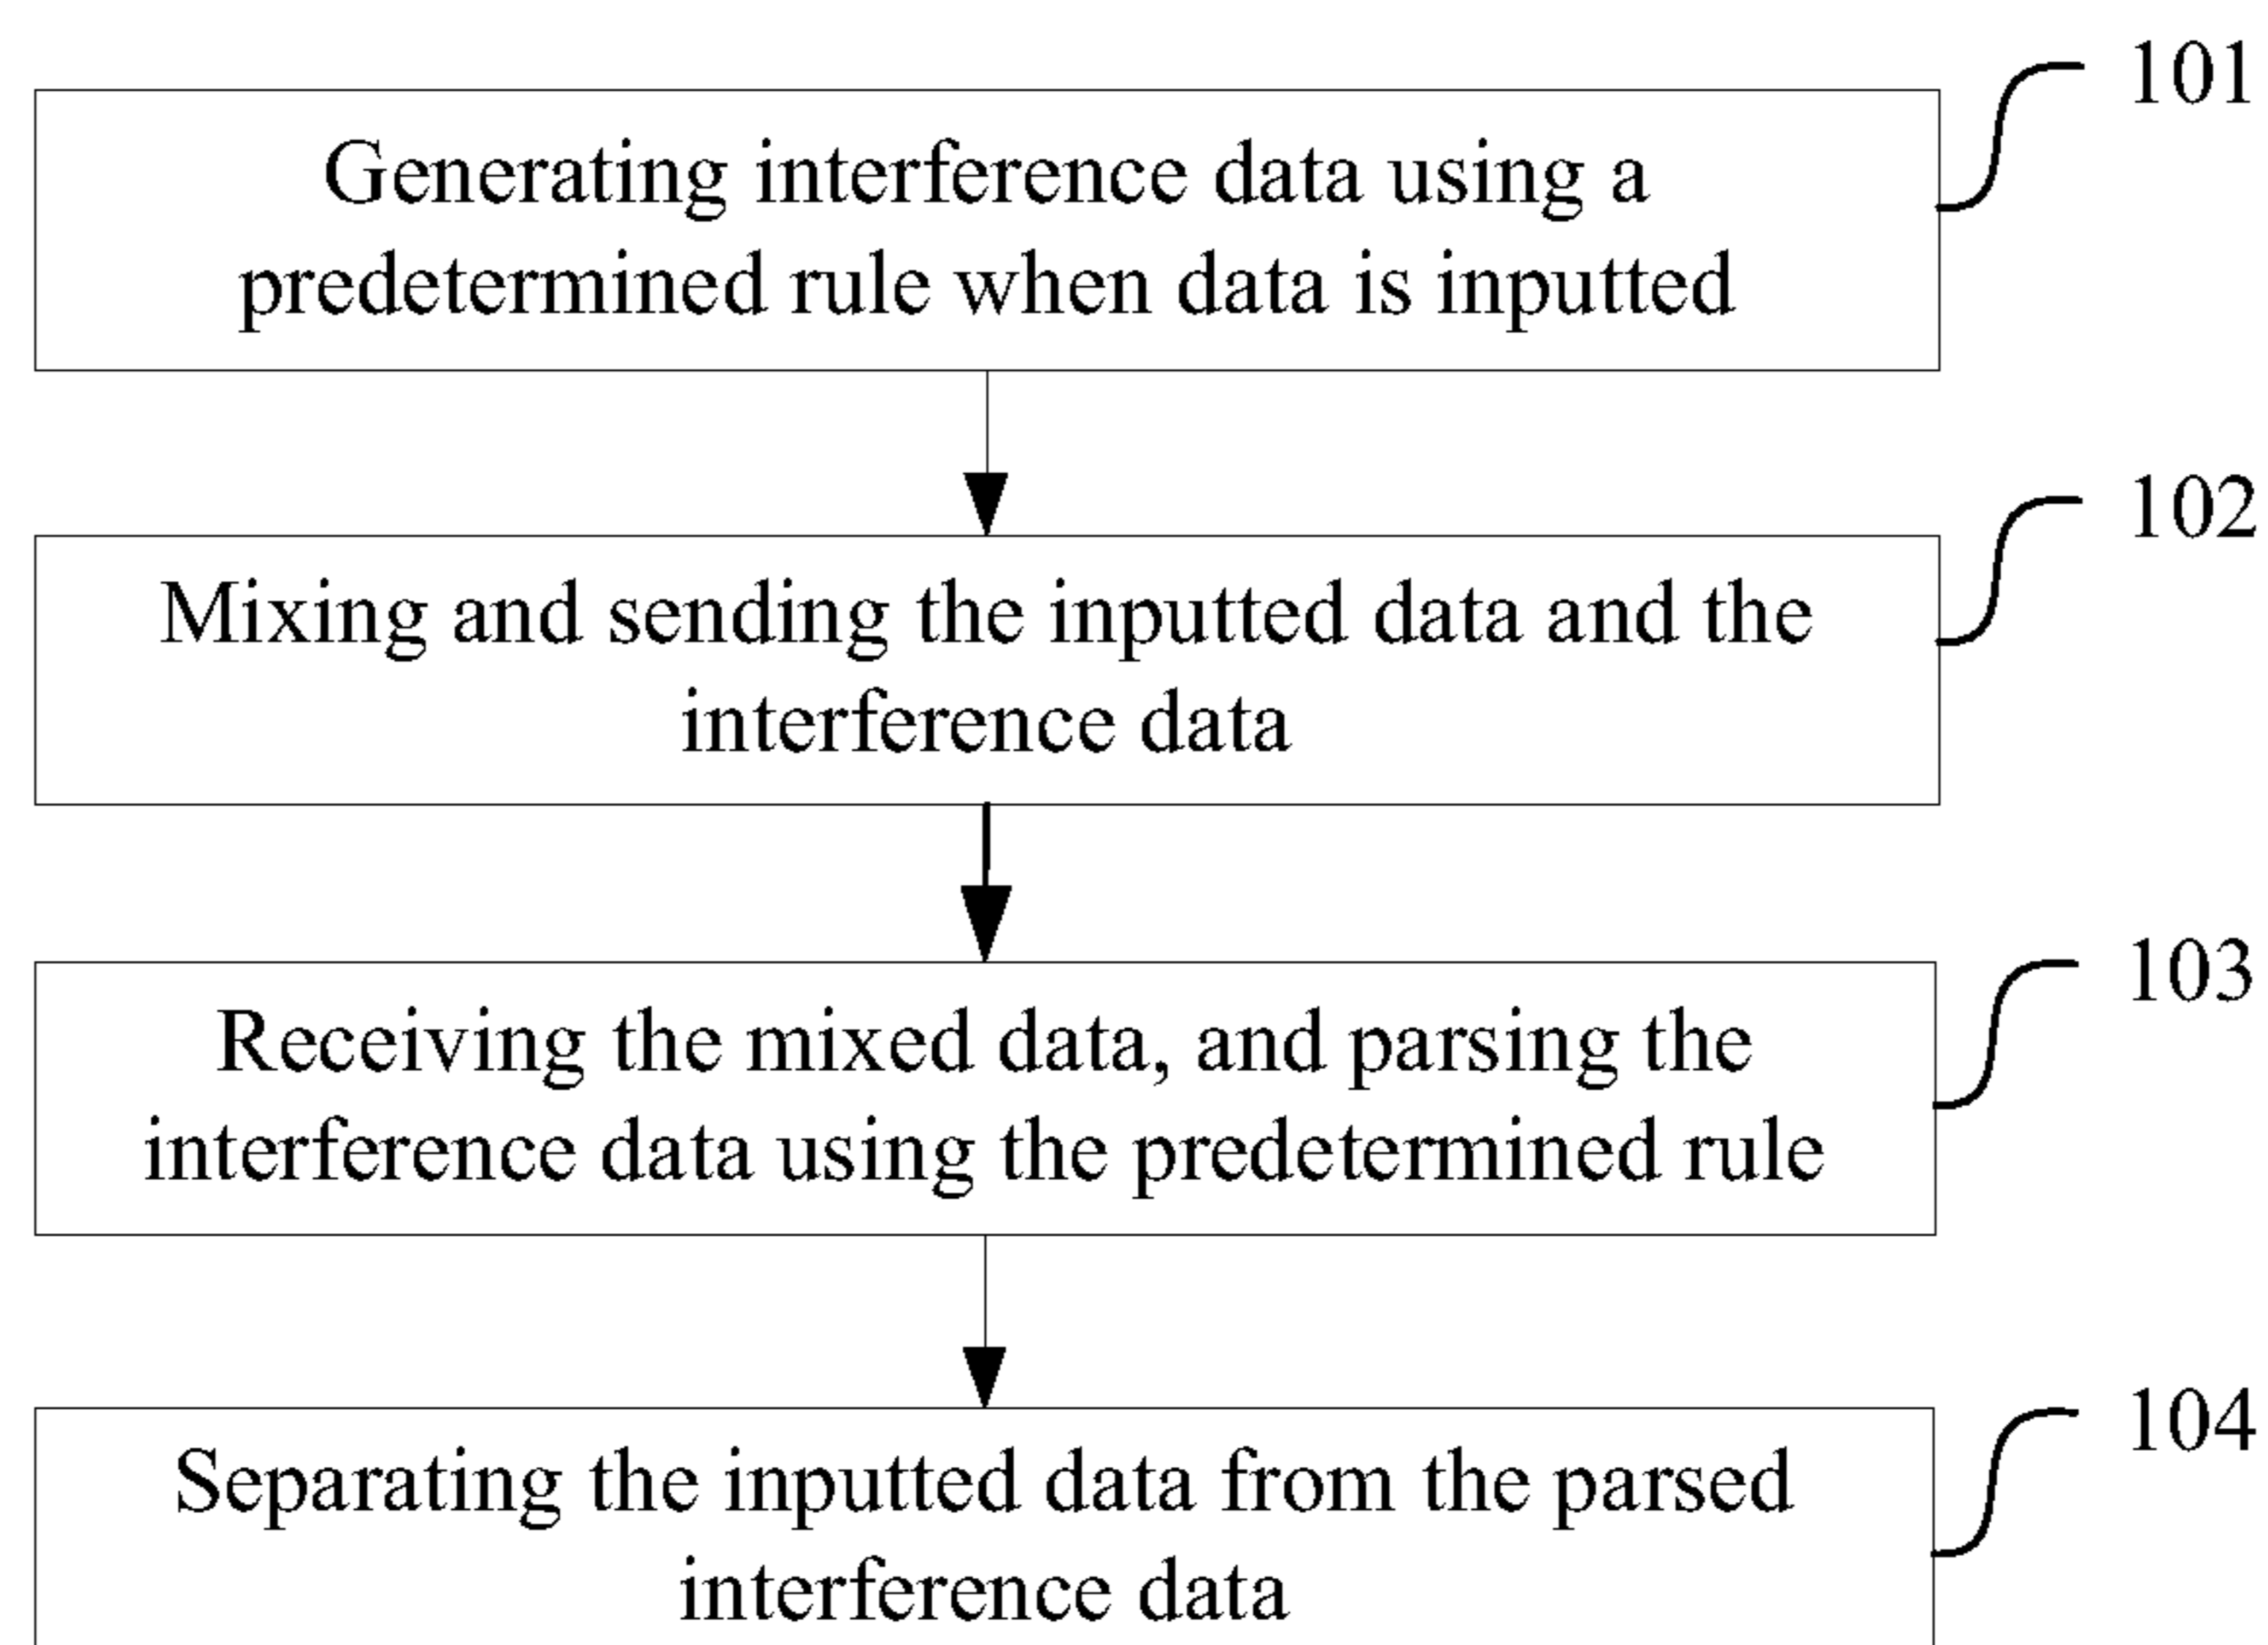 101
Generating interference data using a
predetermined rule when data is inputted
102
Mixing and sending the inputted data and the
interference data
103
Receiving the mixed data, and parsing the
interference data using the predetermined rule
104
Separating the inputted data from the parsed
interference data